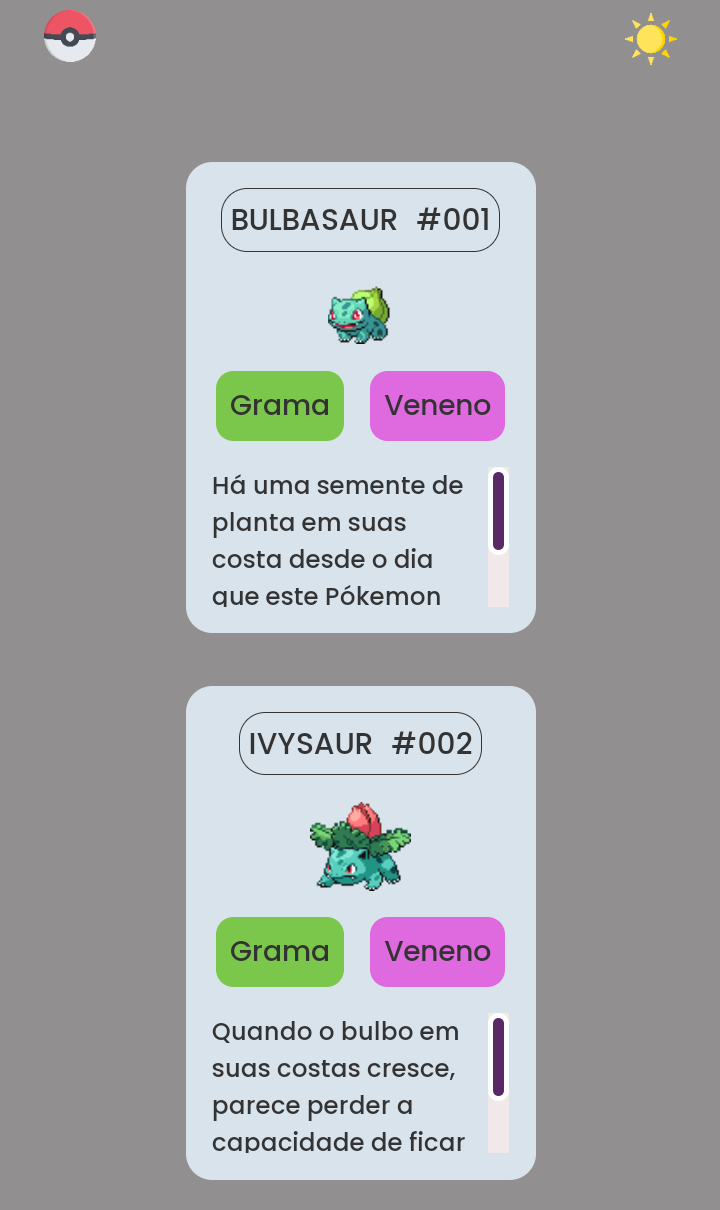 BULBASAUR #001
Grama Veneno
Há uma semente de
planta em suas
costa desde o dia
que este Pókemon
IVYSAUR #002
Grama Veneno
Quando o bulbo em
suas costas cresce,
parece perder a
capacidade de ficar